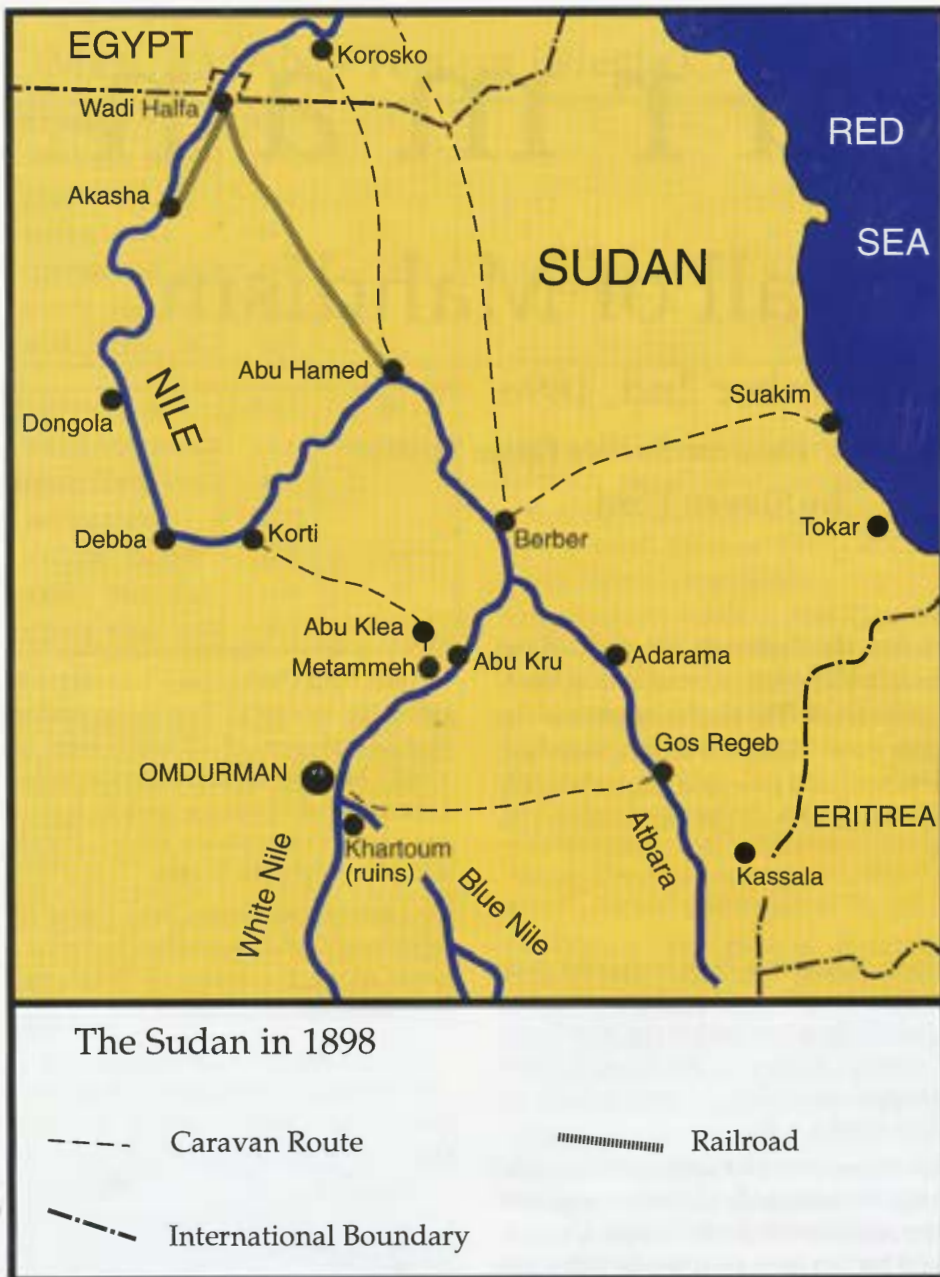 EGYPT
Korosko
Wadi Halfa
RED
Akasha
SEA
SUDAN
Abu Hamed
NILE
Suakim
Dongola
Debba
Korti
Berber
Tokar
Abu Klea
Metammeh
Abu Kru
Adarama
Gos Regeb
OMDURMAN
ERITREA
Atbara
Khartoum
(ruins)
Kassala
White Nile
Blue Nile
The Sudan in 1898
Caravan Route
Railroad
International Boundary